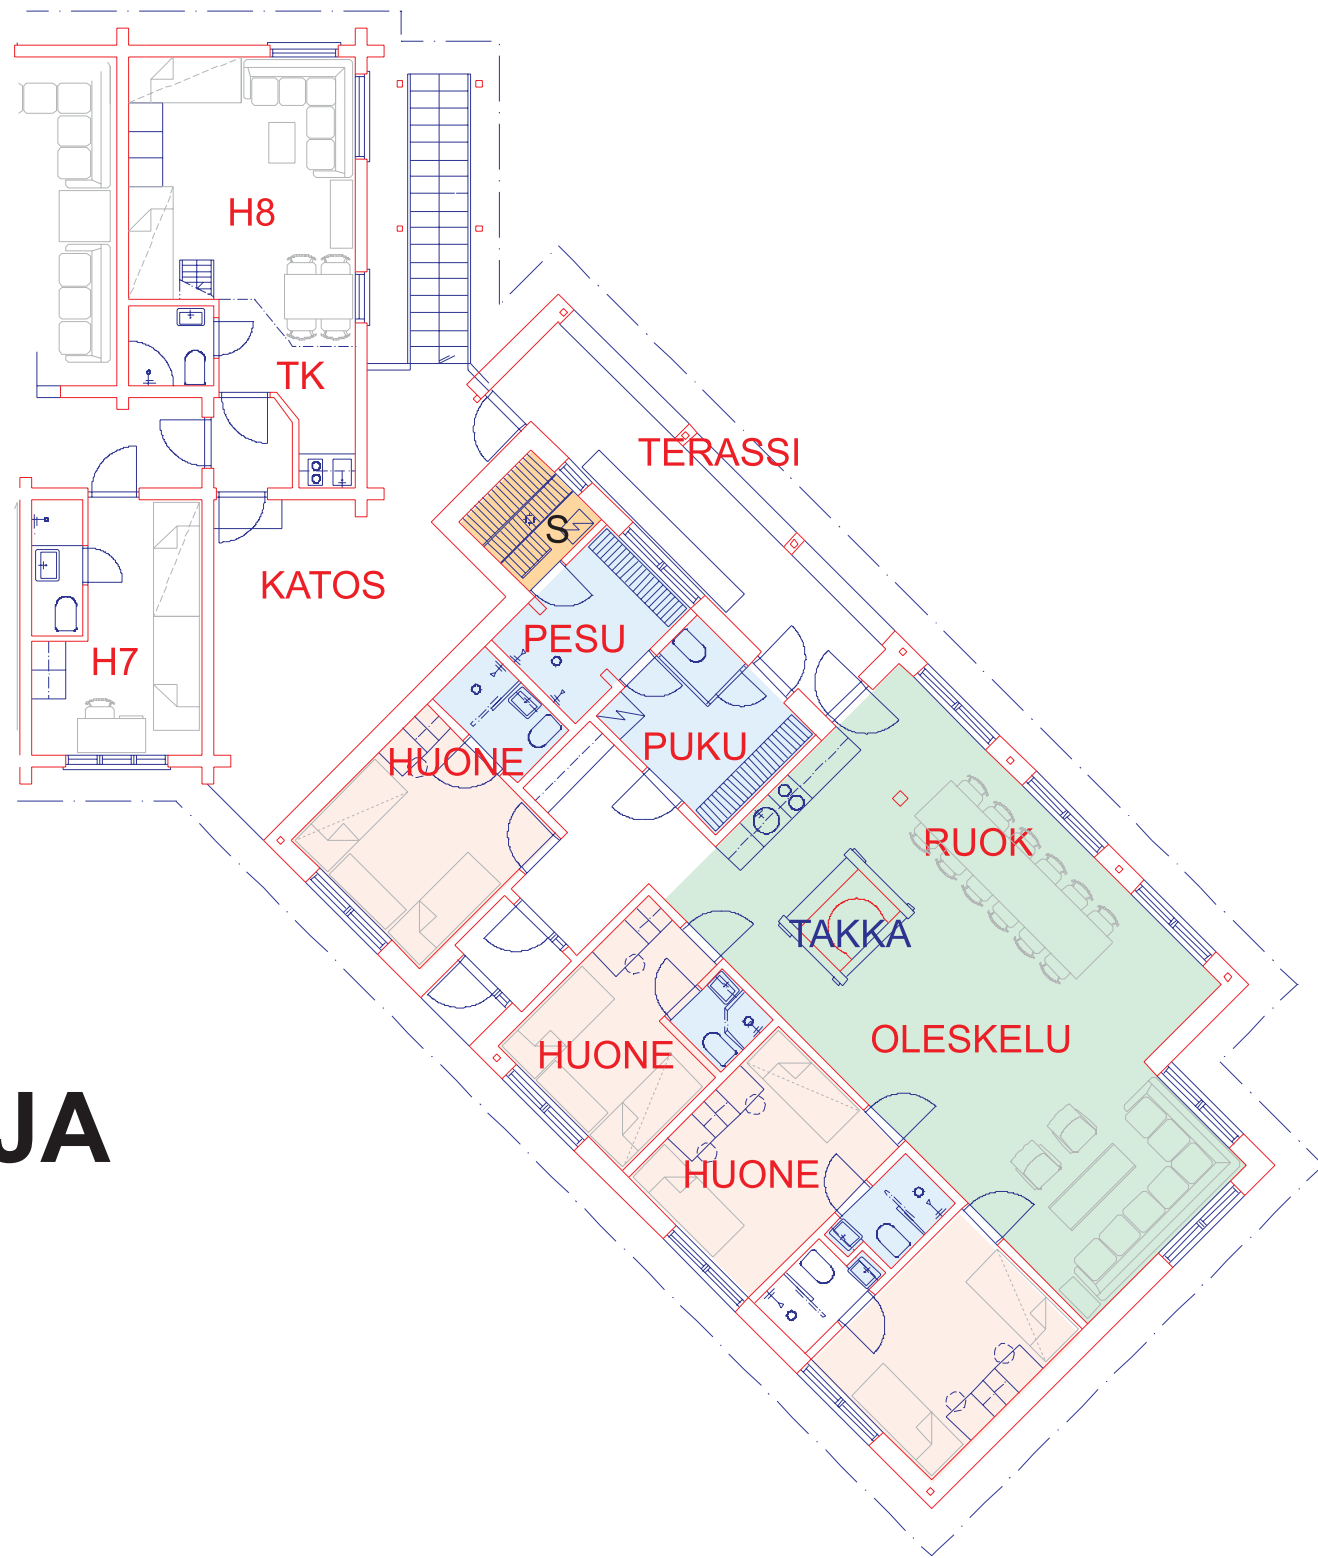 H8
TK
TERASSI
S
KATOS
PESU
H7
PUKU
HUONE
RUOK
TAKKA
OLESKELU
HUONE
JA
HUONE